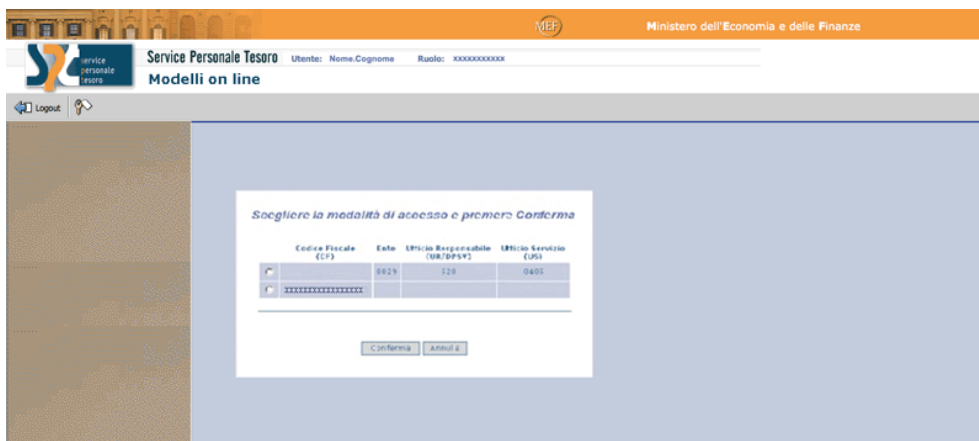 MEF
Ministero dell'Economia e delle Finanze
service
personale
tesoro
Service Personale Tesoro
Utente: Nome.Cognome
Ruolo: xxxxxxxxxxx
Modelli on line
Logout
Scegliere la modalità di accesso e premere Conferma
Codice Fiscale (CF) Ente Ufficio Responsabile (UR/DPSV) Ufficio Servizio (US)
0029 520 0405
XXXXXXXXXXXXXXXX
Conferma Annulla